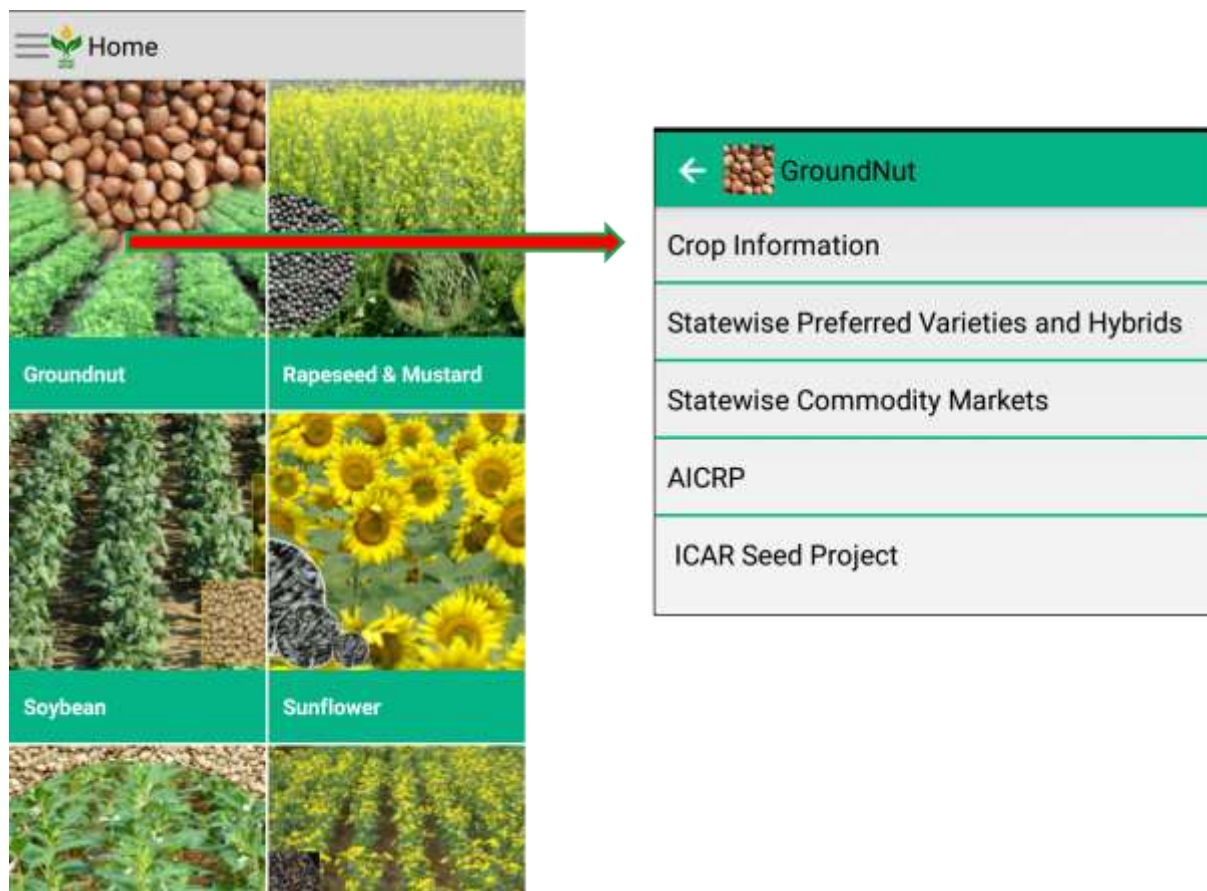 Home
Groundnut
Rapeseed & Mustard
Soybean
Sunflower
GroundNut
Crop Information
Statewise Preferred Varieties and Hybrids
Statewise Commodity Markets
AICRP
ICAR Seed Project